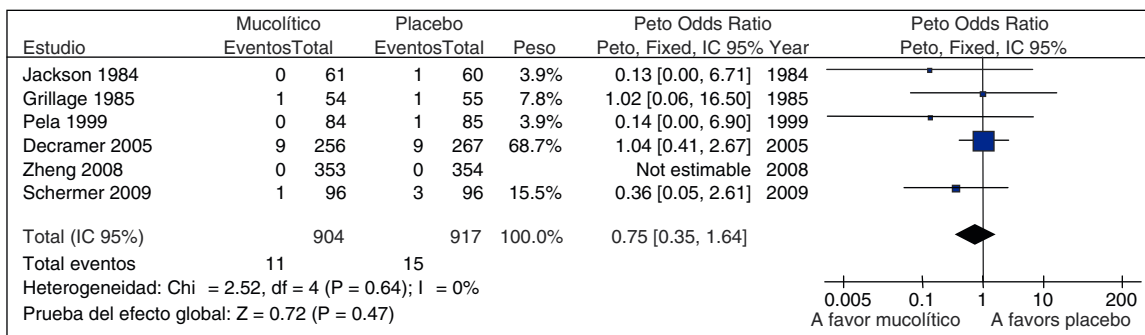 Mucolítico Placebo Peto Odds Ratio Peto Odds Ratio
Estudio EventosTotal EventosTotal Peso Peto, Fixed, IC 95% Year Peto, Fixed, IC 95%
Jackson 1984 0 61 1 60 3.9% 0.13 [0.00, 6.71] 1984
Grillage 1985 1 54 1 55 7.8% 1.02 [0.06, 16.50] 1985
Pela 1999 0 84 1 85 3.9% 0.14 [0.00, 6.90] 1999
Decramer 2005 9 256 9 267 68.7% 1.04 [0.41, 2.67] 2005
Zheng 2008 0 353 0 354 Not estimable 2008
Schermer 2009 1 96 3 96 15.5% 0.36 [0.05, 2.61] 2009
Total (IC 95%) 904 917 100.0% 0.75 [0.35, 1.64]
Total eventos 11 15
Heterogeneidad: Chi = 2.52, df = 4 (P = 0.64); I = 0%
Prueba del efecto global: Z = 0.72 (P = 0.47)
0.005 0.1 1 10 200
A favor mucolítico A favors placebo